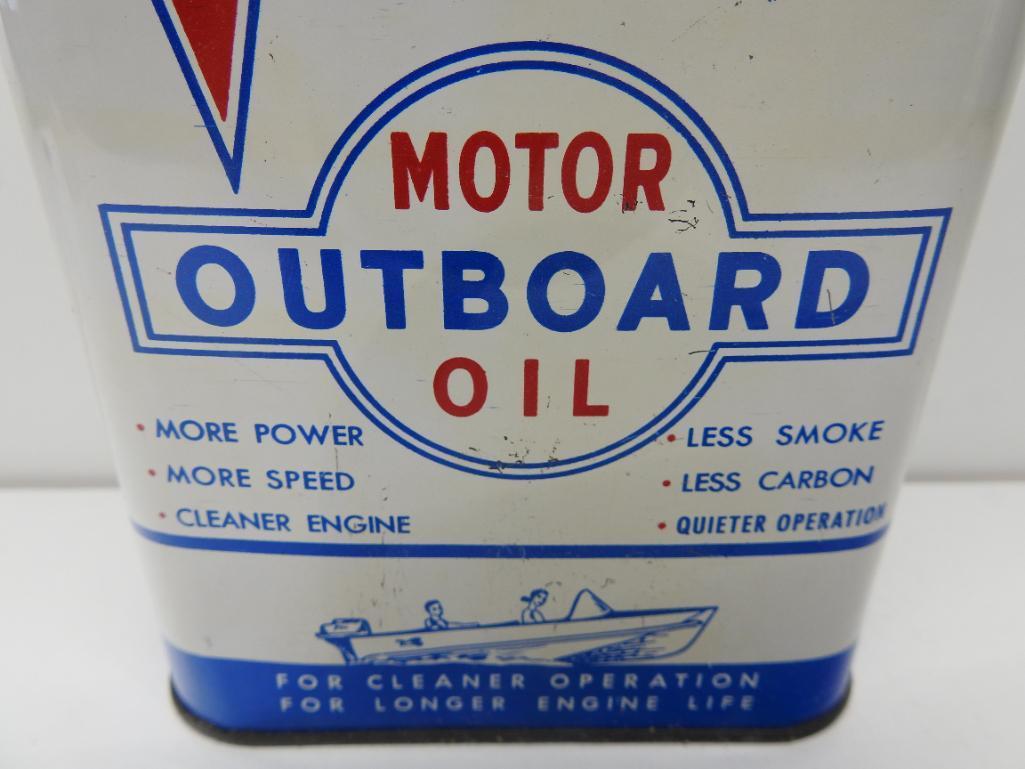 MOTOR
OUTBOARD
OIL
• MORE POWER
• MORE SPEED
• CLEANER ENGINE
• LESS SMOKE
• LESS CARBON
• QUIETER OPERATION
FOR CLEANER OPERATION
FOR LONGER ENGINE LIFE